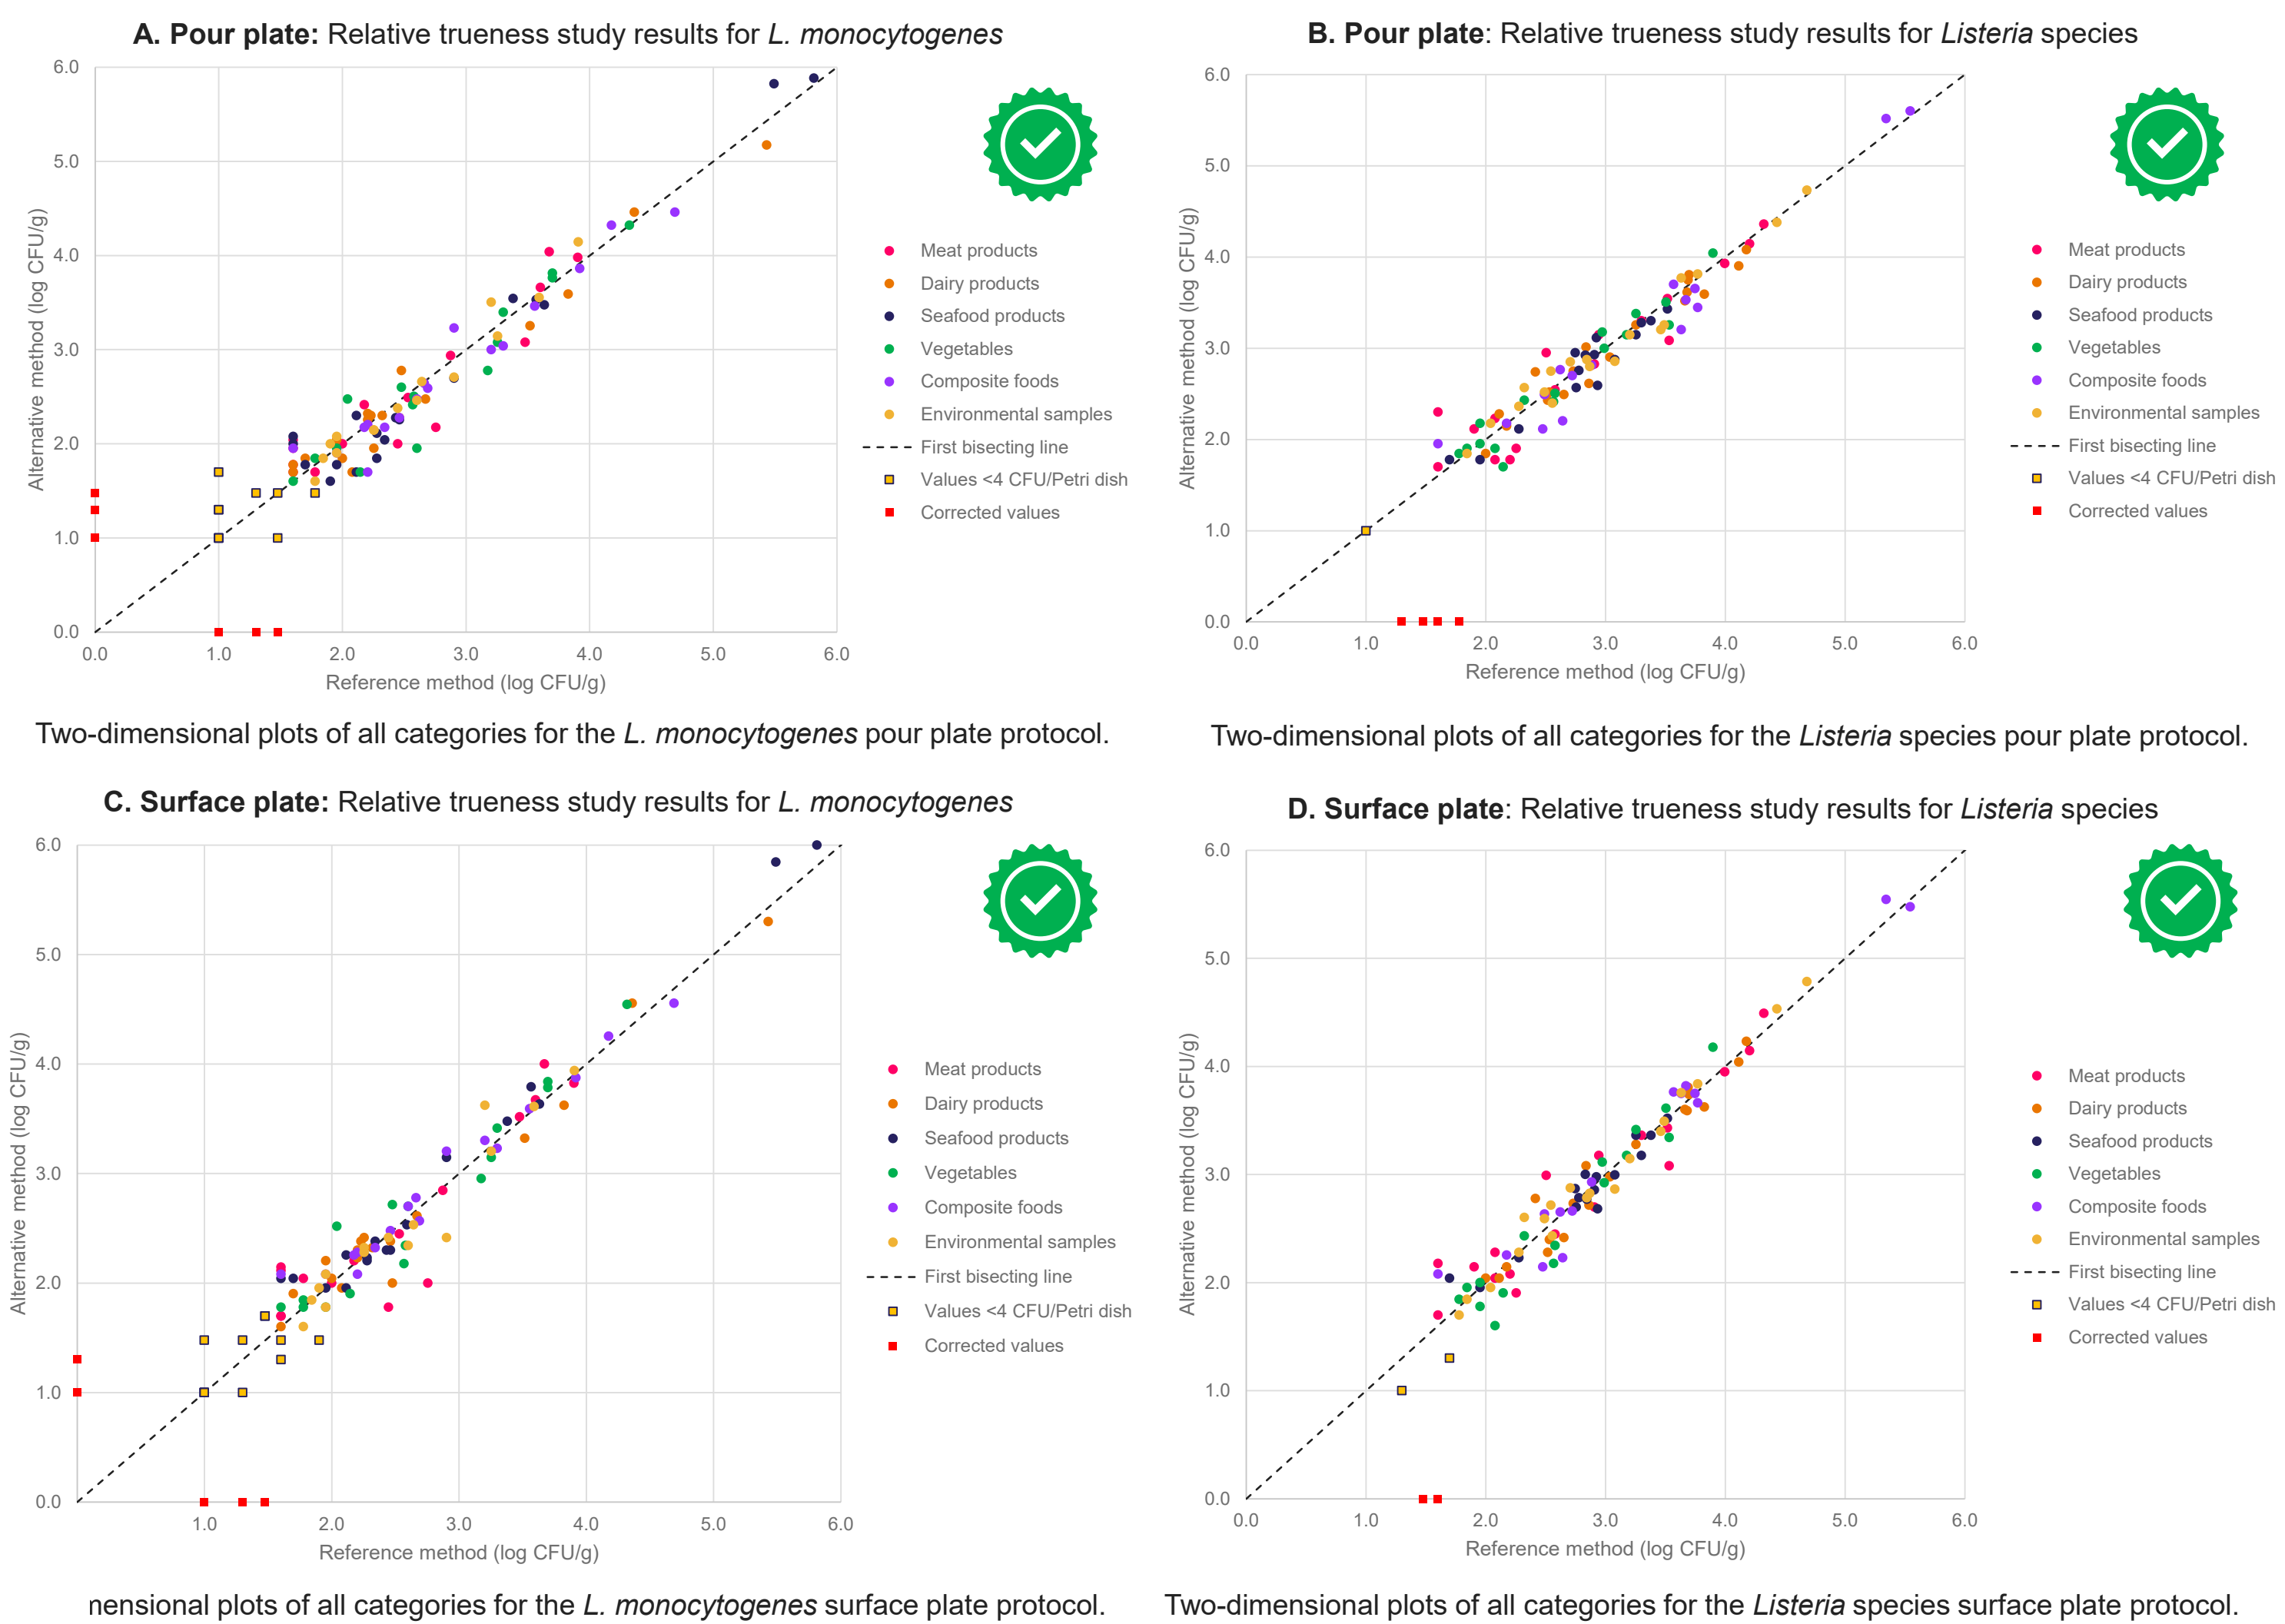 A. Pour plate: Relative trueness study results for L. monocytogenes
6.0
5.0
4.0
3.0
2.0
1.0
0.0
0.0 1.0 2.0 3.0 4.0 5.0 6.0
Alternative method (log CFU/g)
Reference method (log CFU/g)
Meat products
Dairy products
Seafood products
Vegetables
Composite foods
Environmental samples
First bisecting line
Values <4 CFU/Petri dish
Corrected values
Two-dimensional plots of all categories for the L. monocytogenes pour plate protocol.
B. Pour plate: Relative trueness study results for Listeria species
6.0
5.0
4.0
3.0
2.0
1.0
0.0
0.0 1.0 2.0 3.0 4.0 5.0 6.0
Alternative method (log CFU/g)
Reference method (log CFU/g)
Meat products
Dairy products
Seafood products
Vegetables
Composite foods
Environmental samples
First bisecting line
Values <4 CFU/Petri dish
Corrected values
Two-dimensional plots of all categories for the Listeria species pour plate protocol.
C. Surface plate: Relative trueness study results for L. monocytogenes
6.0
5.0
4.0
3.0
2.0
1.0
0.0
1.0 2.0 3.0 4.0 5.0 6.0
Alternative method (log CFU/g)
Reference method (log CFU/g)
Meat products
Dairy products
Seafood products
Vegetables
Composite foods
Environmental samples
First bisecting line
Values <4 CFU/Petri dish
Corrected values
mensional plots of all categories for the L. monocytogenes surface plate protocol.
D. Surface plate: Relative trueness study results for Listeria species
6.0
5.0
4.0
3.0
2.0
1.0
0.0
0.0 1.0 2.0 3.0 4.0 5.0 6.0
Alternative method (log CFU/g)
Reference method (log CFU/g)
Meat products
Dairy products
Seafood products
Vegetables
Composite foods
Environmental samples
First bisecting line
Values <4 CFU/Petri dish
Corrected values
Two-dimensional plots of all categories for the Listeria species surface plate protocol.